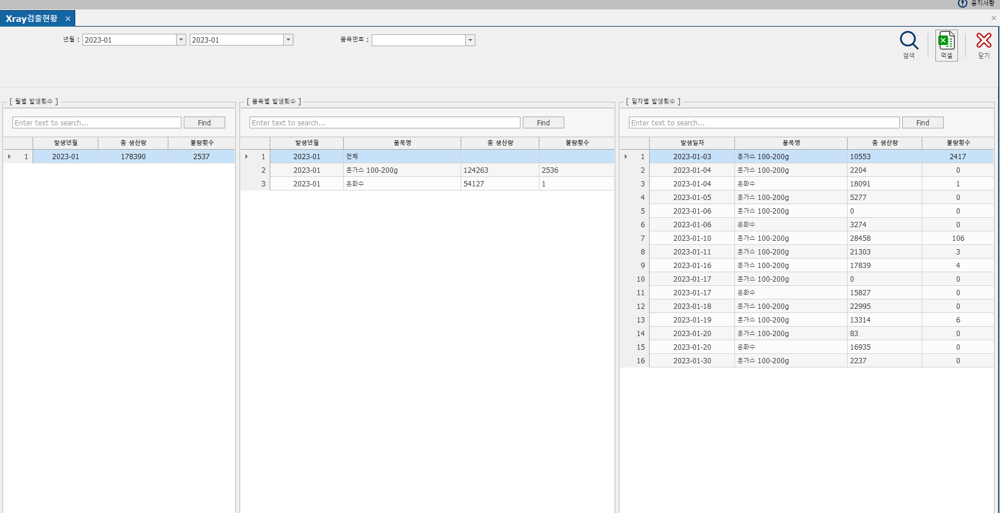 공지사항
Xray검출현황
년월 : 2023-01 2023-01 품목번호 :
검색 엑셀 닫기
[ 월별 발생횟수 ]
Enter text to search... Find
발생년월 총 생산량 불량횟수
1 2023-01 178390 2537
[ 품목별 발생횟수 ]
Enter text to search... Find
발생년월 품목명 총 생산량 불량횟수
1 2023-01 전체
2 2023-01 돈가스 100-200g 124263 2536
3 2023-01 은화수 54127 1
[ 일자별 발생횟수 ]
Enter text to search... Find
발생일자 품목명 총 생산량 불량횟수
1 2023-01-03 돈가스 100-200g 10553 2417
2 2023-01-04 돈가스 100-200g 2204 0
3 2023-01-04 은화수 18091 1
4 2023-01-05 돈가스 100-200g 5277 0
5 2023-01-06 돈가스 100-200g 0 0
6 2023-01-06 은화수 3274 0
7 2023-01-10 돈가스 100-200g 28458 106
8 2023-01-11 돈가스 100-200g 21303 3
9 2023-01-16 돈가스 100-200g 17839 4
10 2023-01-17 돈가스 100-200g 0 0
11 2023-01-17 은화수 15827 0
12 2023-01-18 돈가스 100-200g 22995 0
13 2023-01-19 돈가스 100-200g 13314 6
14 2023-01-20 돈가스 100-200g 83 0
15 2023-01-20 은화수 16935 0
16 2023-01-30 돈가스 100-200g 2237 0